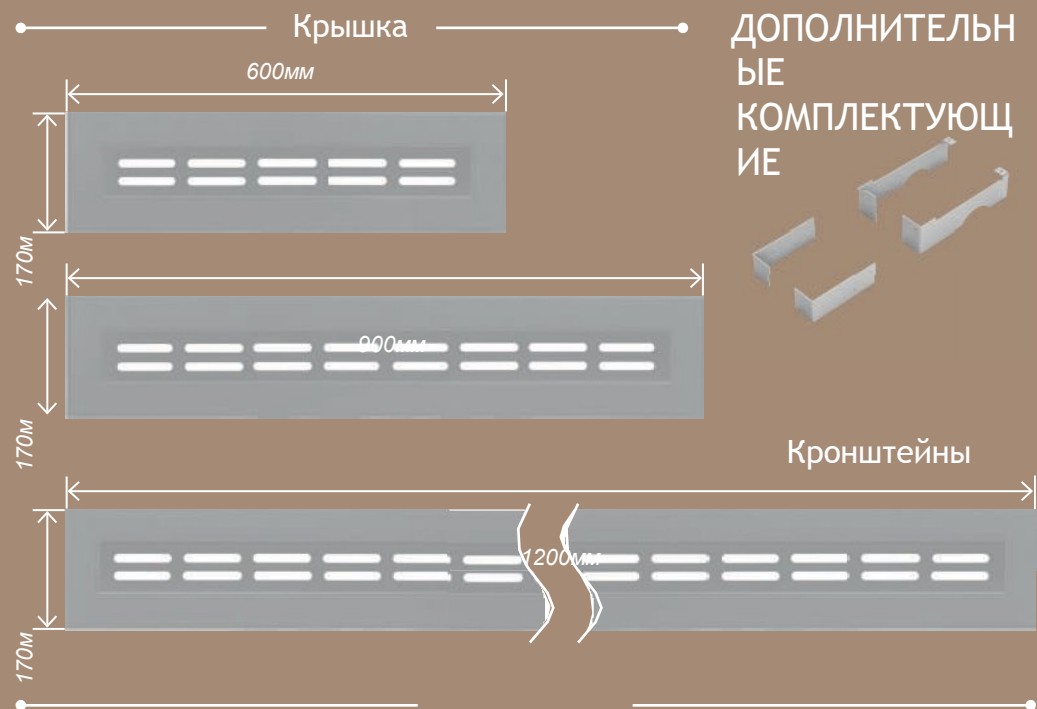 Крышка
ДОПОЛНИТЕЛЬН
ЫЕ
КОМПЛЕКТУЮЩ
ИЕ
600мм
170м
900мм
170м
Кронштейны
1200мм
170м